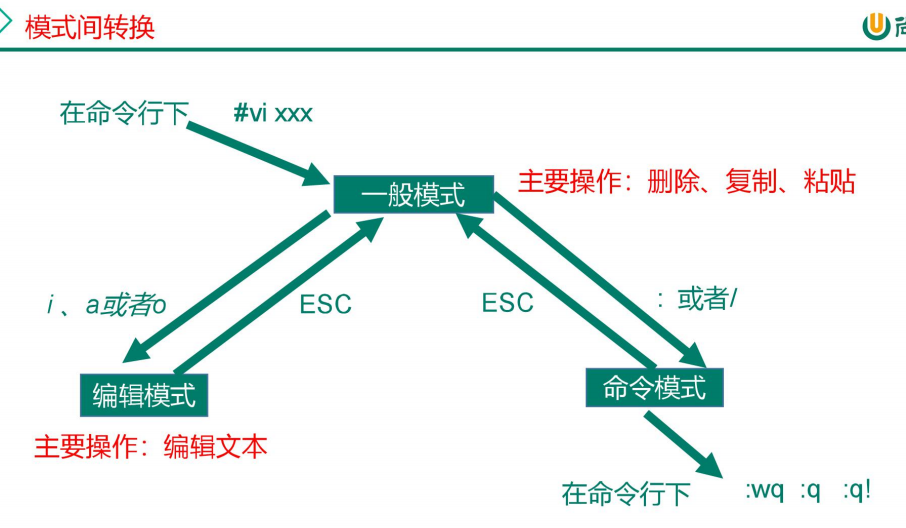 模式间转换
在命令行下 #vi xxx
一般模式
主要操作：删除、复制、粘贴
i 、a或者o
ESC
ESC
: 或者/
编辑模式
命令模式
主要操作：编辑文本
在命令行下 :wq :q :q!